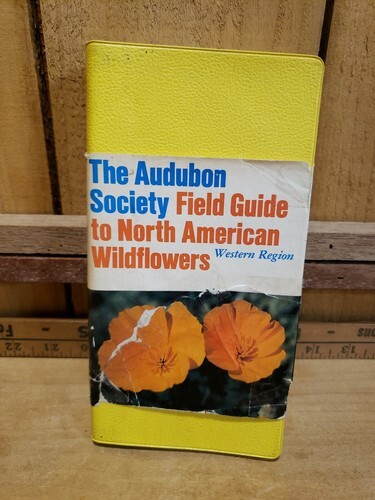 The Audubon
Society Field Guide
to North American
Wildflowers Western Region